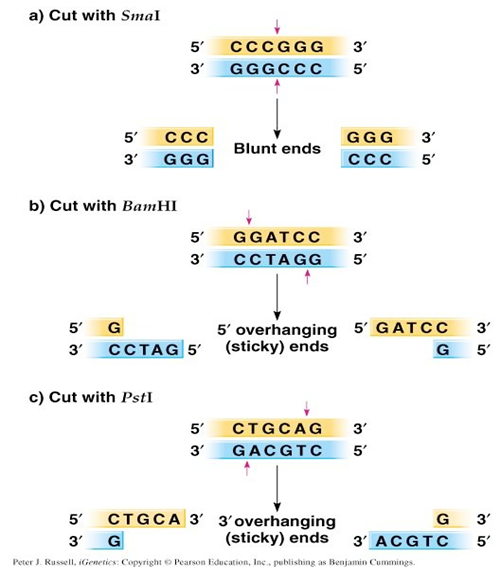 a) Cut with SmaI
5′ CCCGGG 3′
3′ GGGCCC 5′
5′ CCC GGG 3′
3′ GGG Blunt ends CCC 5′
b) Cut with BamHI
5′ GGATCC 3′
3′ CCTAGG 5′
5′ G 5′ overhanging 5′ GATCC 3′
3′ CCTAG 5′ (sticky) ends G 5′
c) Cut with PstI
5′ CTGCAG 3′
3′ GACGTC 5′
5′ CTGCA 3′ 3′ overhanging G 3′
3′ G (sticky) ends 3′ ACGTC 5′
Peter J. Russell, iGenetics: Copyright © Pearson Education, Inc., publishing as Benjamin Cummings.